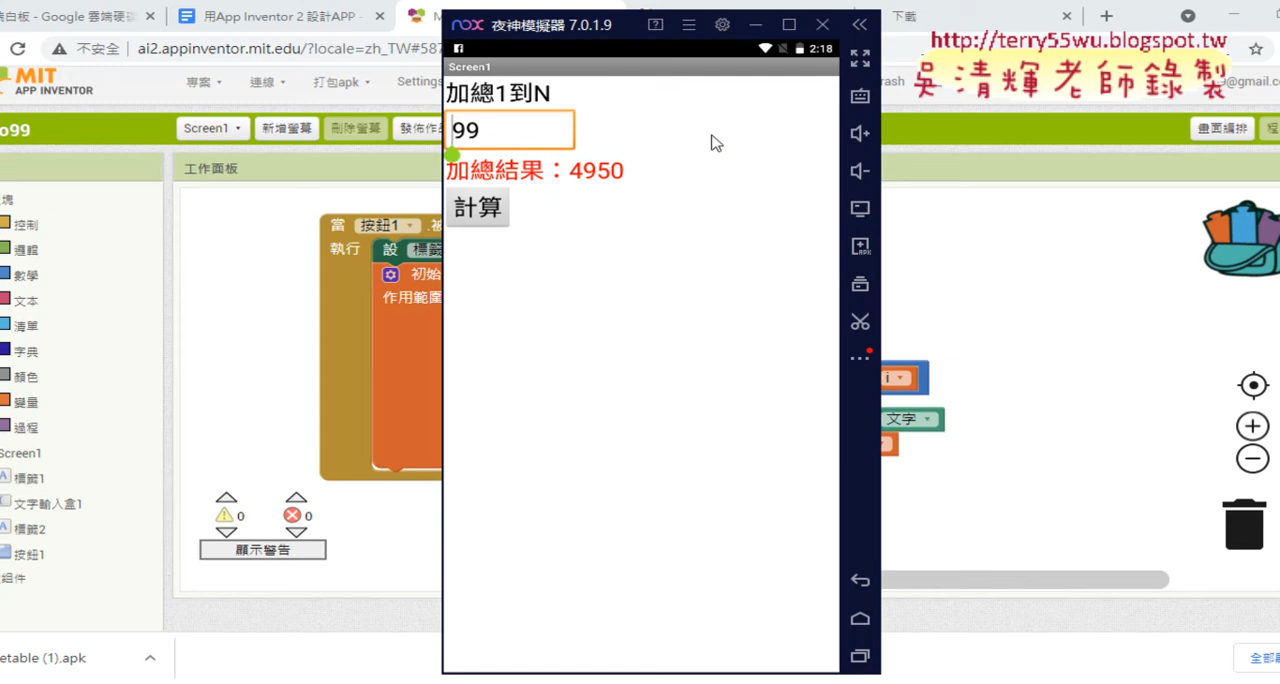 端白板 - Google 雲端硬
用App Inventor 2 設計APP -
下載
不安全
ai2.appinventor.mit.edu/?locale=zh_TW#587
http://terry55wu.blogspot.tw
吳清輝老師錄製
MIT
APP INVENTOR
專案
連線
打包apk
Settings
rash
@gmail.co
o99
Screen1
新增螢幕
刪除螢幕
發佈作品
畫面編排
程
工作面板
塊
控制
邏輯
數學
文本
清單
字典
顏色
變量
過程
Screen1
標籤1
文字輸入盒1
標籤2
按鈕1
組件
當 按鈕1 .被
執行 設 標籤
初始
作用範圍
i
文字
0
0
顯示警告
nox 夜神模擬器 7.0.1.9
2:18
Screen1
加總1到N
99
加總結果：4950
計算
etable (1).apk
全部顯